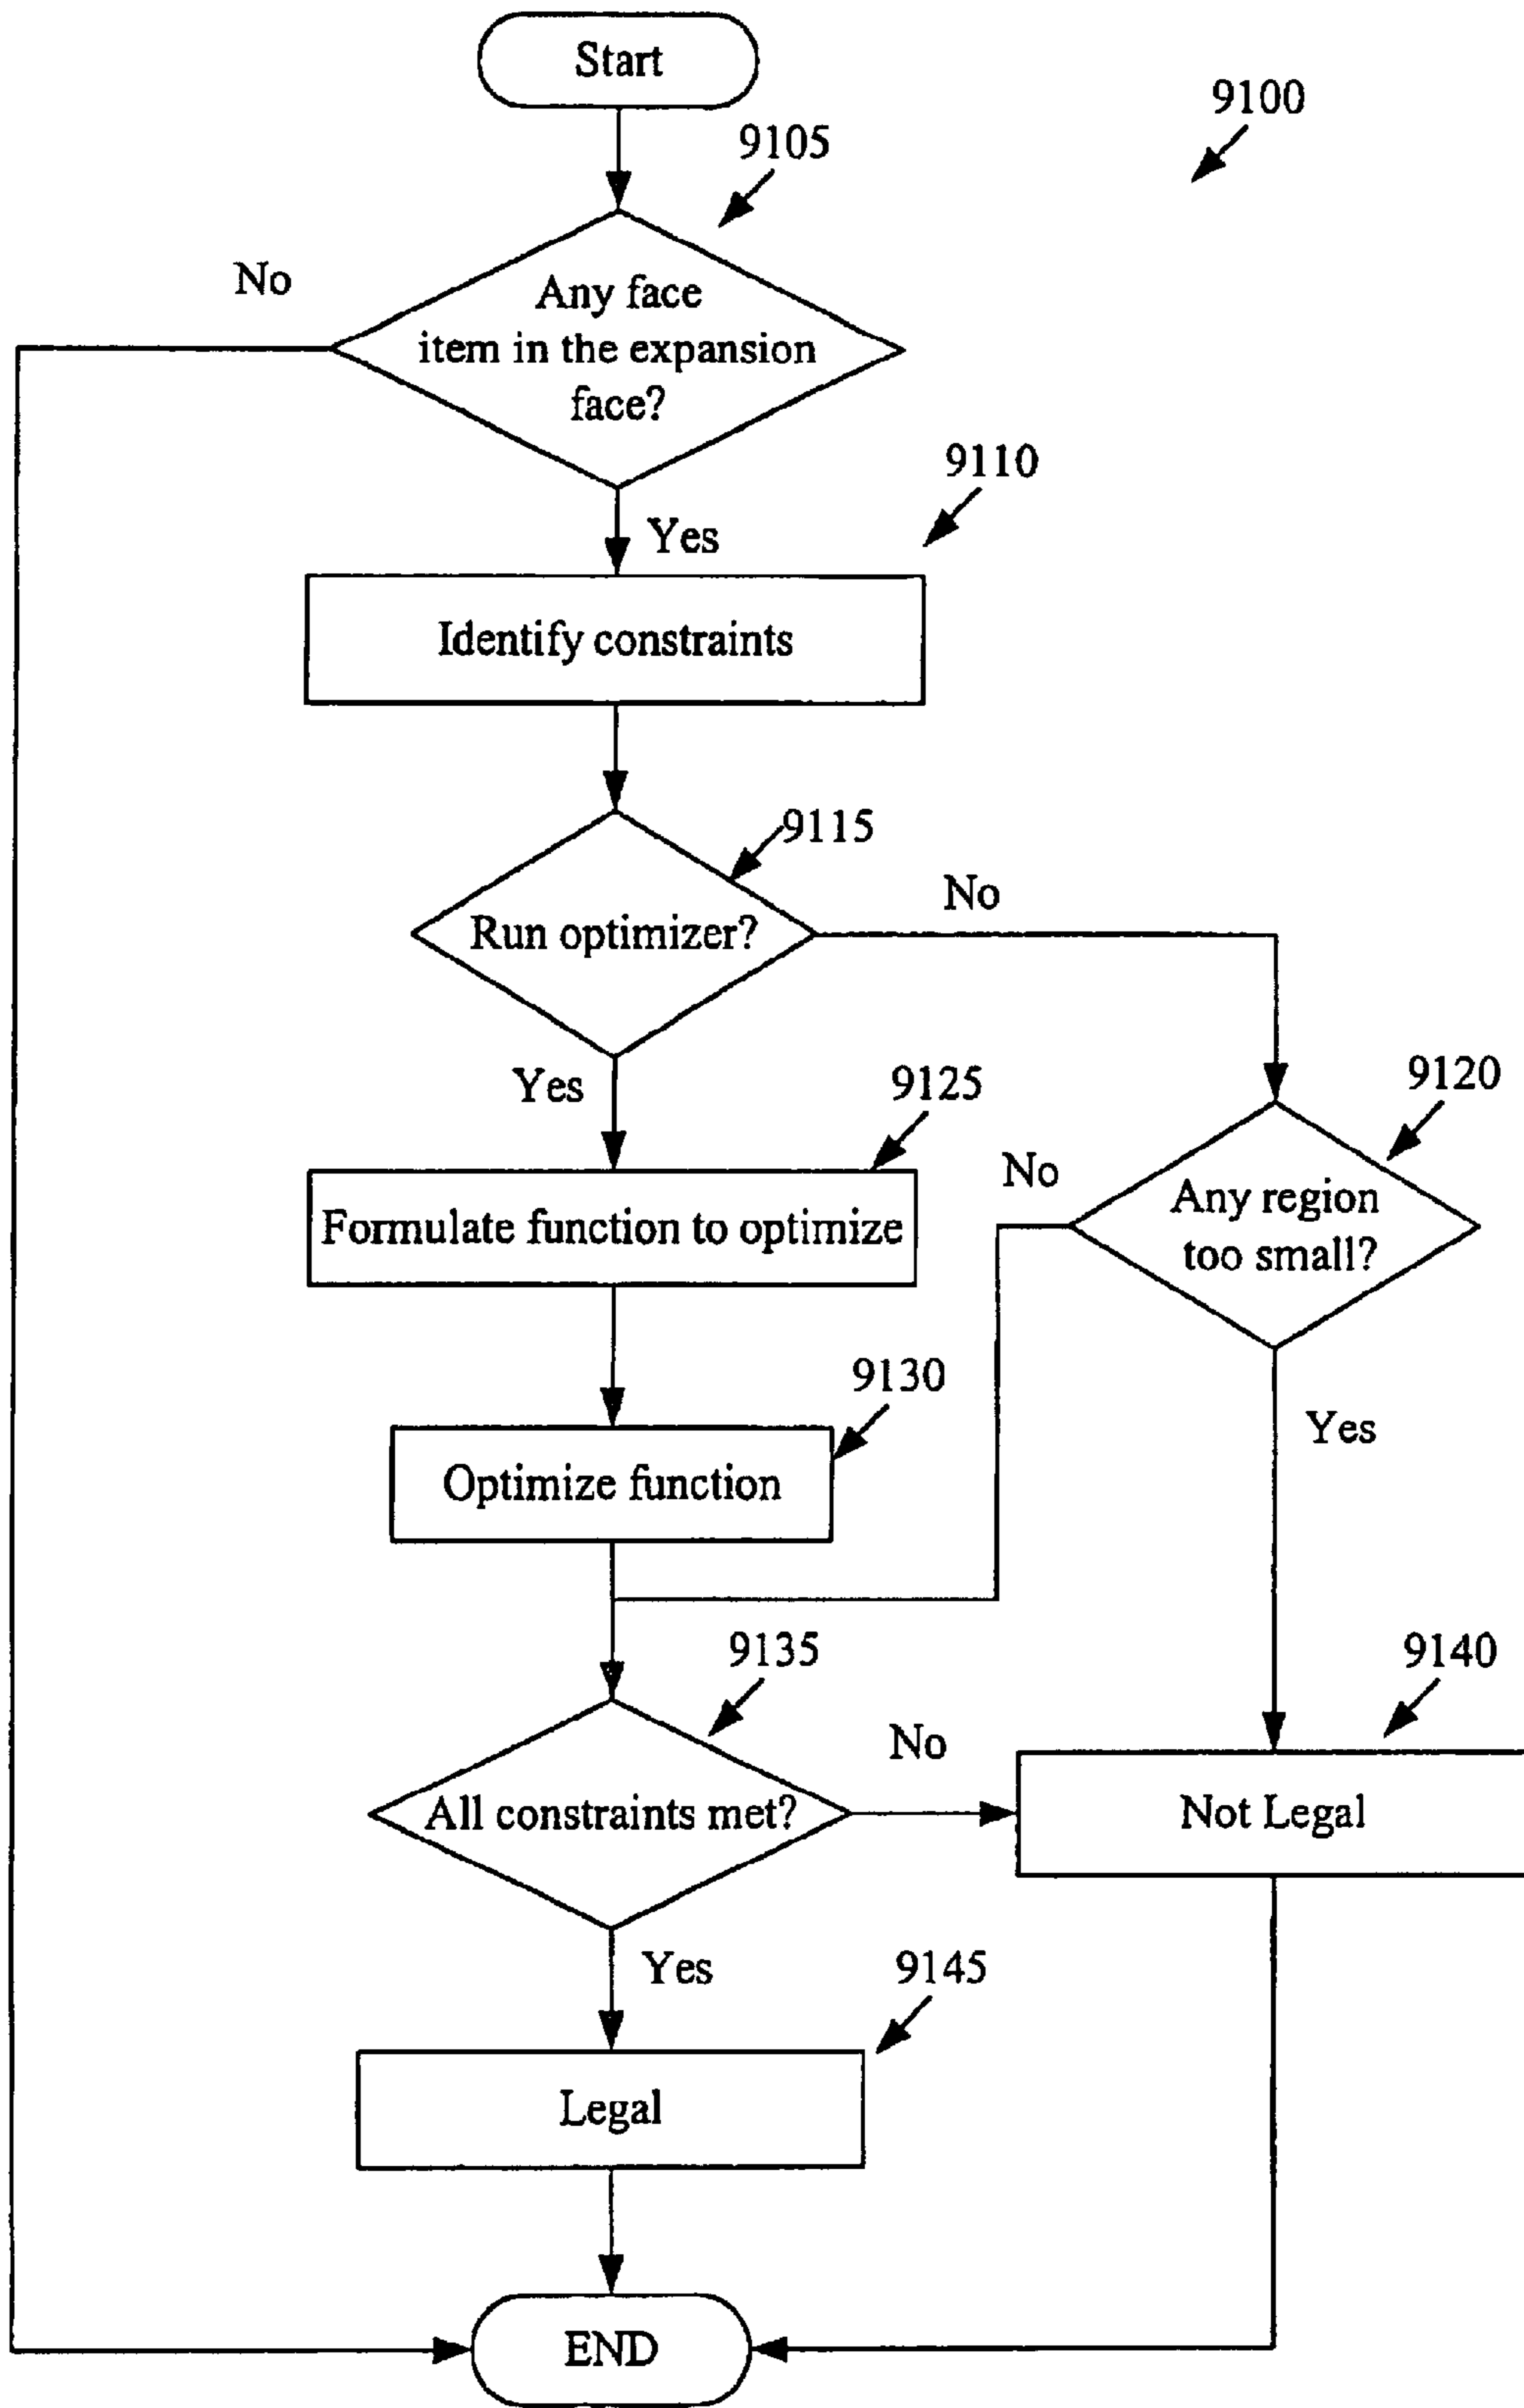 Start
9100
9105
No
Any face
item in the expansion
face?
9110
Yes
Identify constraints
9115
No
Run optimizer?
Yes
9125
9120
No
Any region
too small?
Formulate function to optimize
9130
Yes
Optimize function
9135
9140
No
All constraints met?
Not Legal
Yes
9145
Legal
END